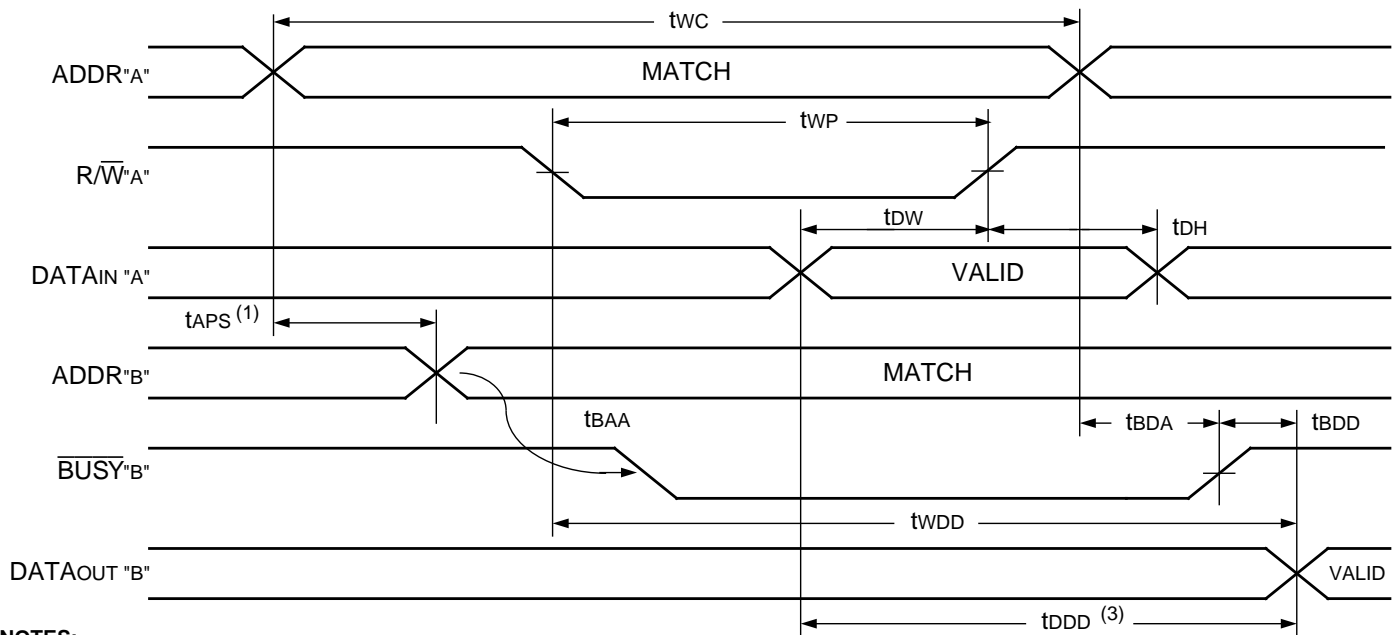 tWC
ADDR"A"
MATCH
tWP
R/W"A"
tDW
tDH
DATAIN "A"
VALID
tAPS (1)
ADDR"B"
MATCH
tBAA
tBDA
tBDD
BUSY"B"
tWDD
DATAOUT "B"
VALID
tDDD (3)
NOTES: